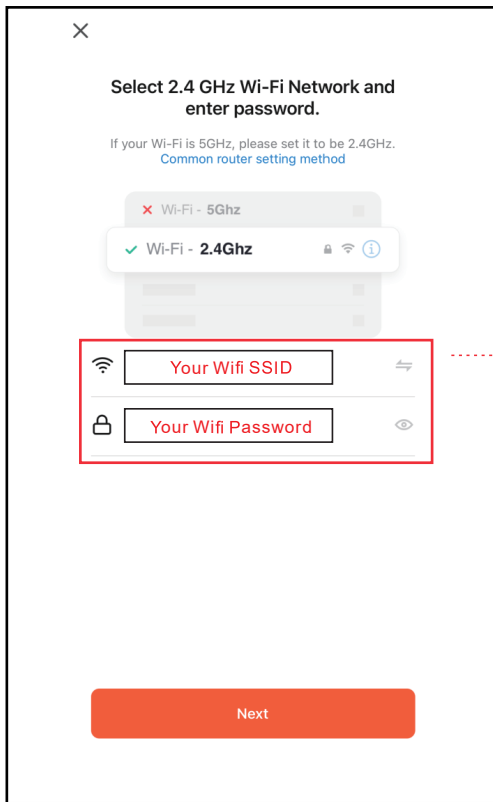 Select 2.4 GHz Wi-Fi Network and
enter password.
If your Wi-Fi is 5GHz, please set it to be 2.4GHz.
Common router setting method
Wi-Fi - 5Ghz
Wi-Fi - 2.4Ghz
Your Wifi SSID
Your Wifi Password
Next